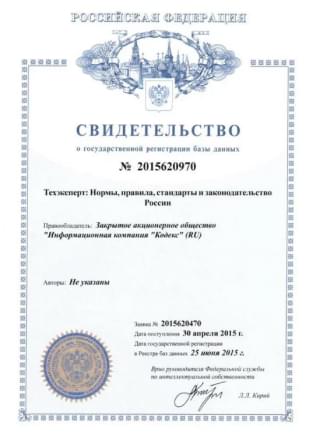 РОССИЙСКАЯ ФЕДЕРАЦИЯ
СВИДЕТЕЛЬСТВО
о государственной регистрации базы данных
№ 2015620970
Техэксперт: Нормы, правила, стандарты и законодательство
России
Правообладатель: Закрытое акционерное общество
"Информационная компания "Кодекс" (RU)
Авторы: Не указаны
Заявка № 2015620470
Дата поступления 30 апреля 2015 г.
Дата государственной регистрации
в Реестре баз данных 25 июня 2015 г.
Врио руководителя Федеральной службы
по интеллектуальной собственности
Л.Л. Кирий